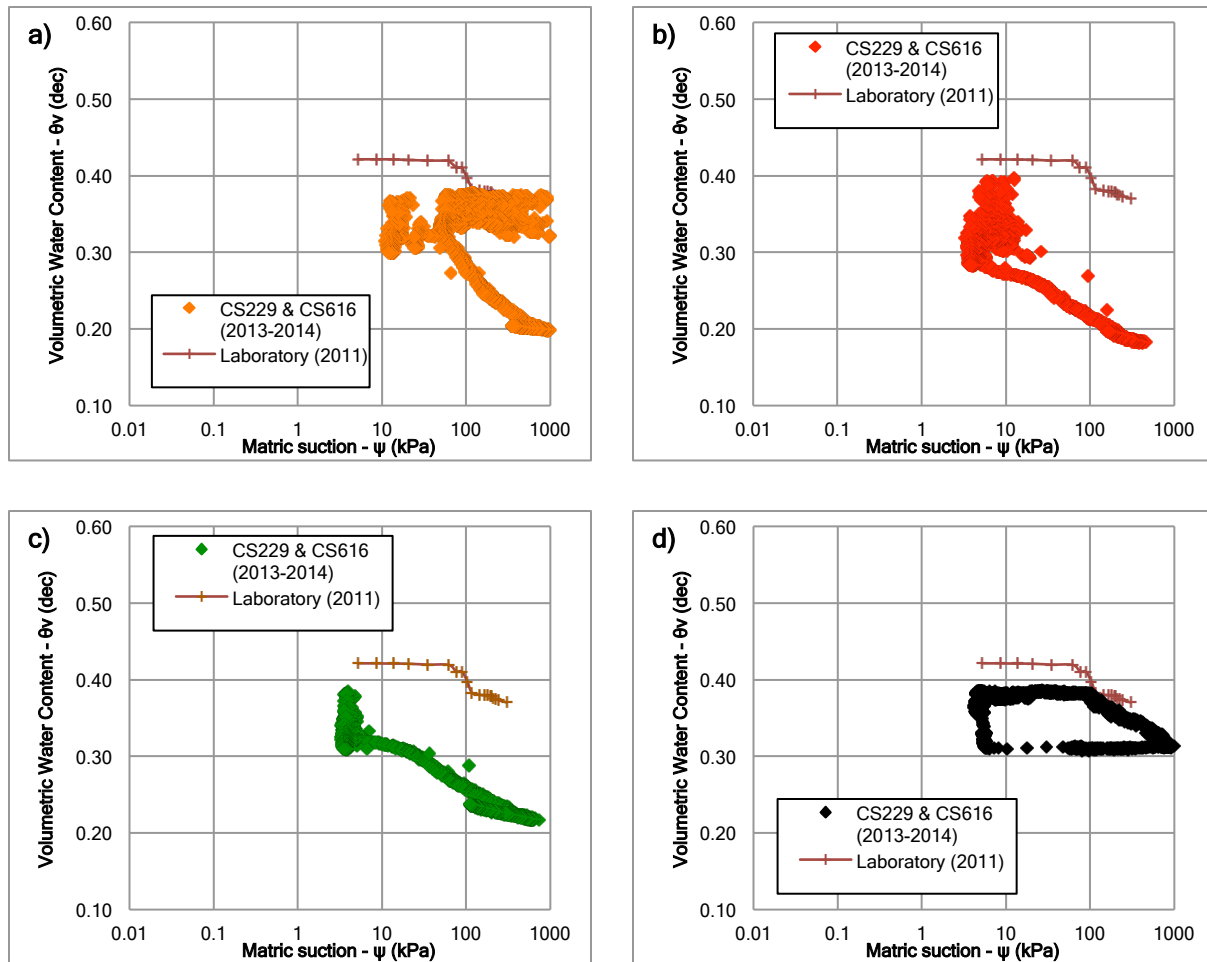 a)
0.60
0.50
0.40
0.30
0.20
0.10
Volumetric Water Content - θv (dec)
CS229 & CS616
(2013-2014)
Laboratory (2011)
0.01 0.1 1 10 100 1000
Matric suction - ψ (kPa)
b)
0.60
0.50
0.40
0.30
0.20
0.10
Volumetric Water Content - θv (dec)
CS229 & CS616
(2013-2014)
Laboratory (2011)
0.01 0.1 1 10 100 1000
Matric suction - ψ (kPa)
c)
0.60
0.50
0.40
0.30
0.20
0.10
Volumetric Water Content - θv (dec)
CS229 & CS616
(2013-2014)
Laboratory (2011)
0.01 0.1 1 10 100 1000
Matric suction - ψ (kPa)
d)
0.60
0.50
0.40
0.30
0.20
0.10
Volumetric Water Content - θv (dec)
CS229 & CS616
(2013-2014)
Laboratory (2011)
0.01 0.1 1 10 100 1000
Matric suction - ψ (kPa)